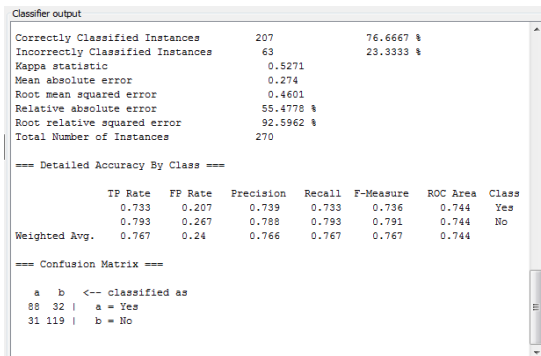 Classifier output
Correctly Classified Instances 207 76.6667 %
Incorrectly Classified Instances 63 23.3333 %
Kappa statistic 0.5271
Mean absolute error 0.274
Root mean squared error 0.4601
Relative absolute error 55.4778 %
Root relative squared error 92.5962 %
Total Number of Instances 270
=== Detailed Accuracy By Class ===
TP Rate FP Rate Precision Recall F-Measure ROC Area Class
0.733 0.207 0.739 0.733 0.736 0.744 Yes
0.793 0.267 0.788 0.793 0.791 0.744 No
Weighted Avg. 0.767 0.24 0.766 0.767 0.767 0.744
=== Confusion Matrix ===
a b <-- classified as
88 32 | a = Yes
31 119 | b = No